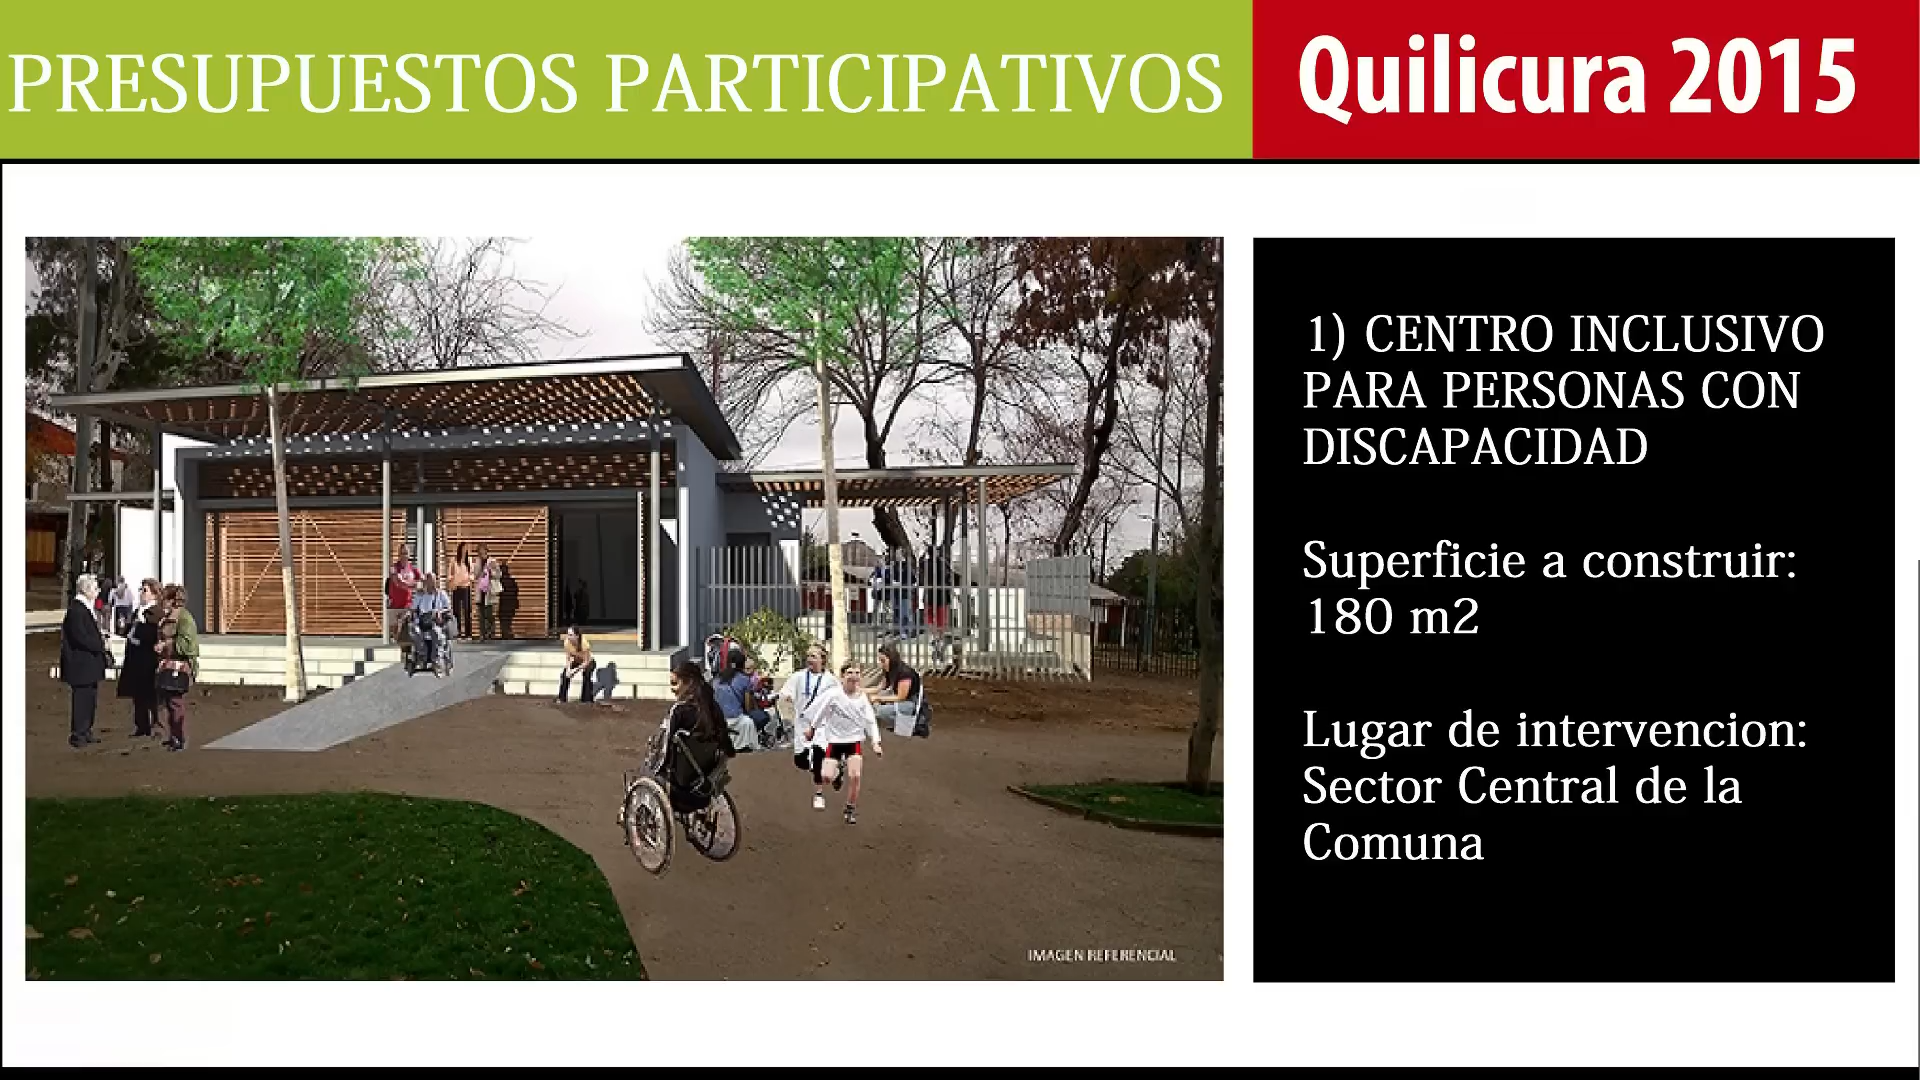 PRESUPUESTOS PARTICIPATIVOS
Quilicura 2015
1) CENTRO INCLUSIVO
PARA PERSONAS CON
DISCAPACIDAD
Superficie a construir:
180 m2
Lugar de intervencion:
Sector Central de la
Comuna
IMAGEN REFERENCIAL